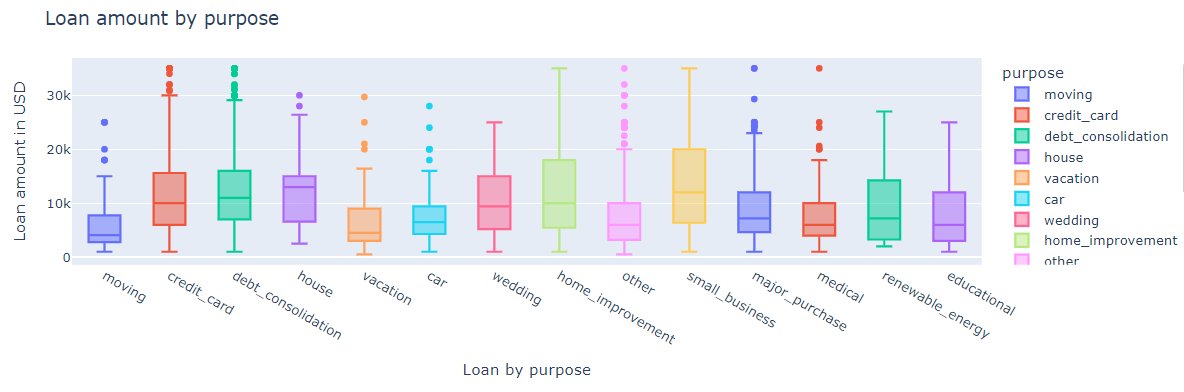 Loan amount by purpose
Loan amount in USD
30k
20k
10k
0
moving
credit_card
debt_consolidation
house
vacation
car
wedding
home_improvement
other
small_business
major_purchase
medical
renewable_energy
educational
Loan by purpose
purpose
moving
credit_card
debt_consolidation
house
vacation
car
wedding
home_improvement
other